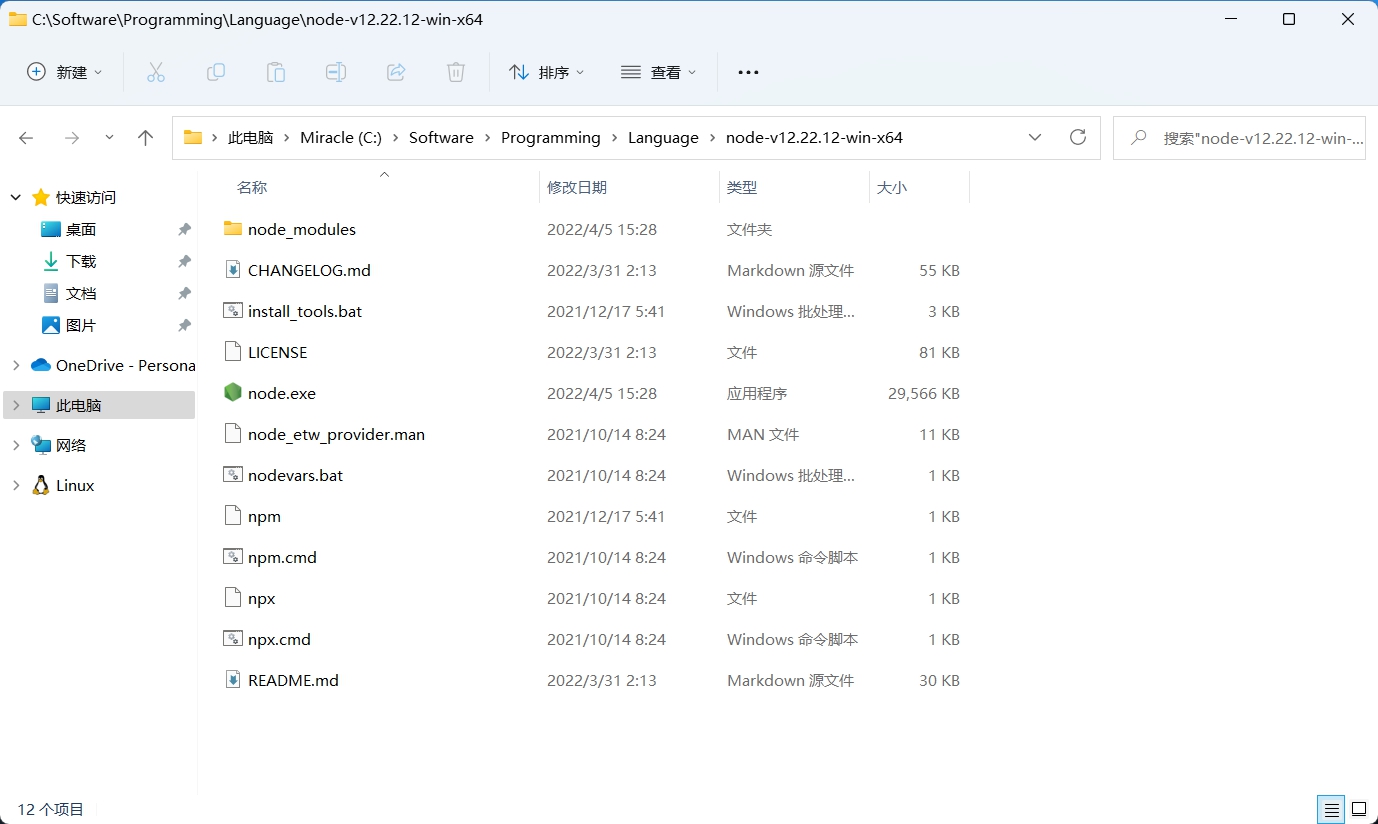 C:\Software\Programming\Language\node-v12.22.12-win-x64
新建 排序 查看
此电脑 Miracle (C:) Software Programming Language node-v12.22.12-win-x64 搜索"node-v12.22.12-win-...
快速访问
桌面
下载
文档
图片
OneDrive - Persona
此电脑
网络
Linux
名称 修改日期 类型 大小
node_modules 2022/4/5 15:28 文件夹
CHANGELOG.md 2022/3/31 2:13 Markdown 源文件 55 KB
install_tools.bat 2021/12/17 5:41 Windows 批处理... 3 KB
LICENSE 2022/3/31 2:13 文件 81 KB
node.exe 2022/4/5 15:28 应用程序 29,566 KB
node_etw_provider.man 2021/10/14 8:24 MAN 文件 11 KB
nodevars.bat 2021/10/14 8:24 Windows 批处理... 1 KB
npm 2021/12/17 5:41 文件 1 KB
npm.cmd 2021/10/14 8:24 Windows 命令脚本 1 KB
npx 2021/10/14 8:24 文件 1 KB
npx.cmd 2021/10/14 8:24 Windows 命令脚本 1 KB
README.md 2022/3/31 2:13 Markdown 源文件 30 KB
12 个项目